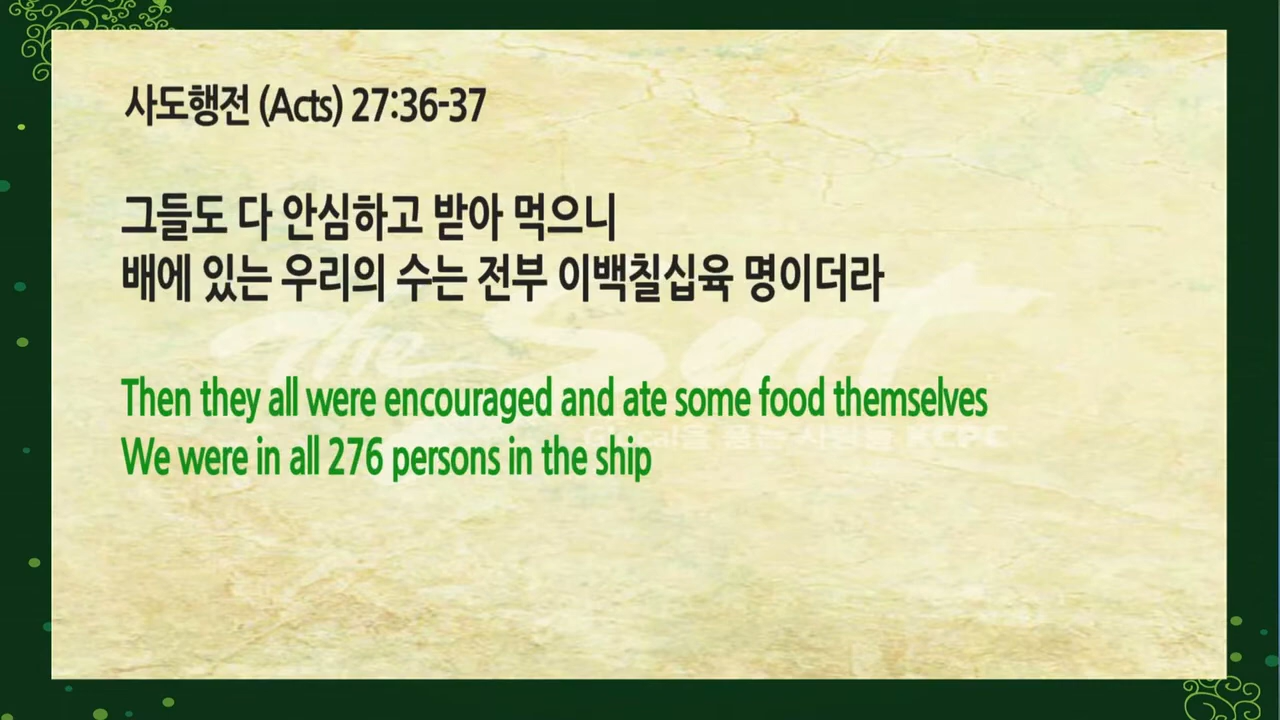 사도행전 (Acts) 27:36-37
그들도 다 안심하고 받아 먹으니
배에 있는 우리의 수는 전부 이백칠십육 명이더라
The Sent
Then they all were encouraged and ate some food themselves
We were in all 276 persons in the ship